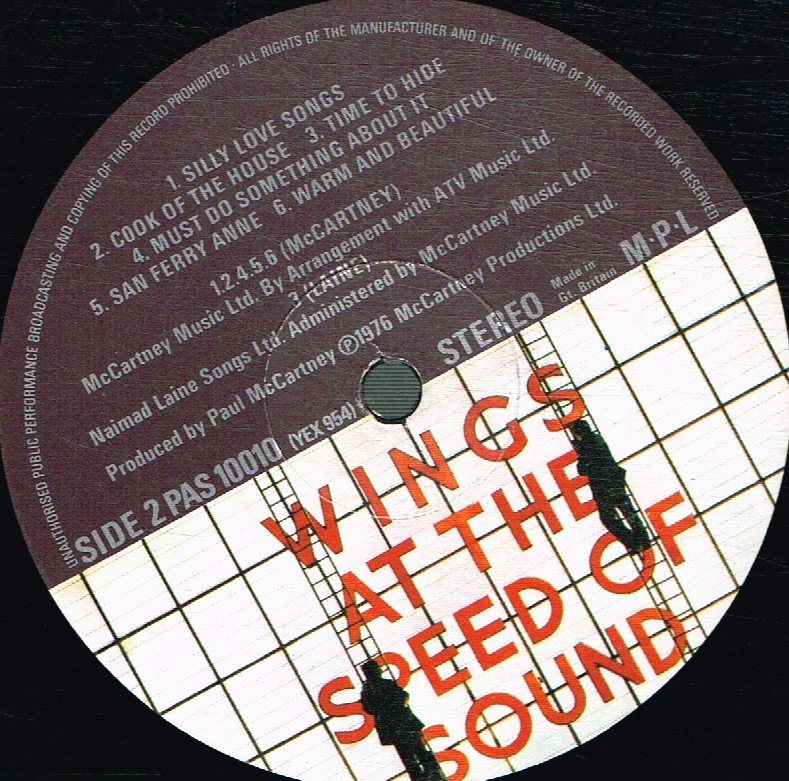 UNAUTHORISED PUBLIC PERFORMANCE BROADCASTING AND COPYING OF THIS RECORD PROHIBITED · ALL RIGHTS OF THE MANUFACTURER AND OF THE OWNER OF THE RECORDED WORK RESERVED
1. SILLY LOVE SONGS
2. COOK OF THE HOUSE 3. TIME TO HIDE
4. MUST DO SOMETHING ABOUT IT
5. SAN FERRY ANNE 6. WARM AND BEAUTIFUL
1.2.4.5.6 (McCARTNEY)
McCartney Music Ltd. By Arrangement with ATV Music Ltd.
3 (LAINE)
Naimad Laine Songs Ltd. Administered by McCartney Music Ltd.
Produced by Paul McCartney ℗1976 McCartney Productions Ltd.
SIDE 2 PAS 10010 (YEX 954)
STEREO
Made in
Gt. Britain
M·P·L
WINGS
AT THE
SPEED OF
SOUND